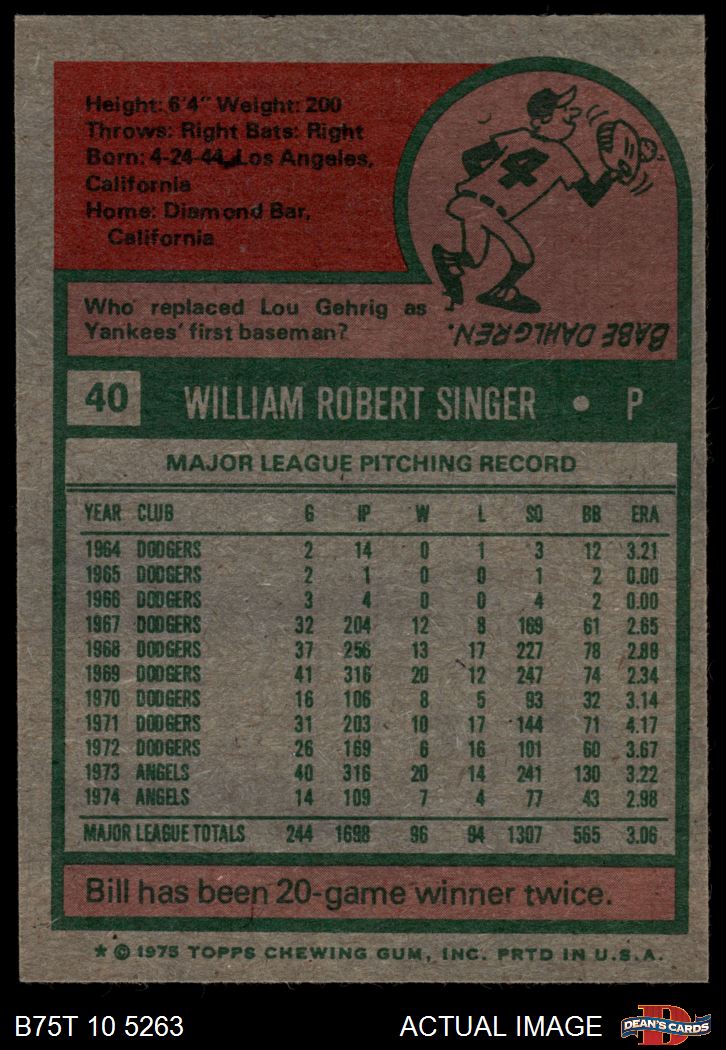 Height: 6'4" Weight: 200
Throws: Right Bats: Right
Born: 4-24-44, Los Angeles,
California
Home: Diamond Bar,
California
4
Who replaced Lou Gehrig as
Yankees' first baseman?
BABE DAHLGREN.
40 WILLIAM ROBERT SINGER • P
MAJOR LEAGUE PITCHING RECORD
YEAR CLUB G IP W L SO BB ERA
1964 DODGERS 2 14 0 1 3 12 3.21
1965 DODGERS 2 1 0 0 1 2 0.00
1966 DODGERS 3 4 0 0 4 2 0.00
1967 DODGERS 32 204 12 8 169 61 2.65
1968 DODGERS 37 256 13 17 227 78 2.88
1969 DODGERS 41 316 20 12 247 74 2.34
1970 DODGERS 16 106 8 5 93 32 3.14
1971 DODGERS 31 203 10 17 144 71 4.17
1972 DODGERS 26 169 6 16 101 60 3.67
1973 ANGELS 40 316 20 14 241 130 3.22
1974 ANGELS 14 109 7 4 77 43 2.98
MAJOR LEAGUE TOTALS 244 1698 96 94 1307 565 3.06
Bill has been 20-game winner twice.
* © 1975 TOPPS CHEWING GUM, INC. PRTD IN U.S.A.
B75T 10 5263 ACTUAL IMAGE
DEAN'S CARDS